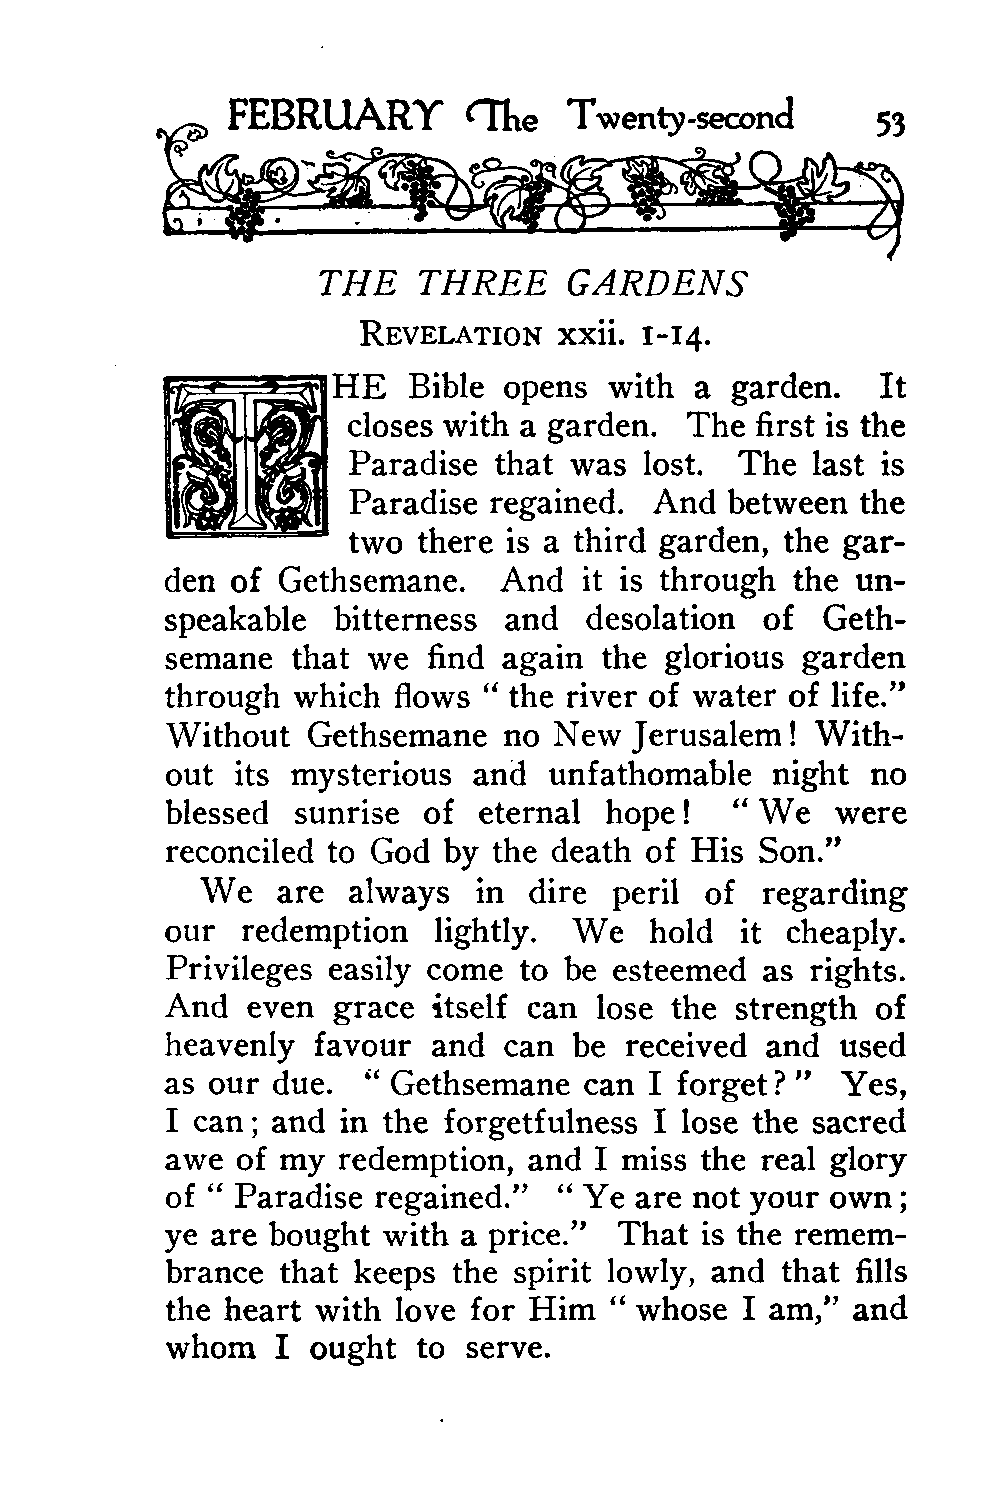 FEBRUARY The Twenty-second 53
THE THREE GARDENS
REVELATION xxii. 1-14.
THE Bible opens with a garden. It
closes with a garden. The first is the
Paradise that was lost. The last is
Paradise regained. And between the
two there is a third garden, the gar-
den of Gethsemane. And it is through the un-
speakable bitterness and desolation of Geth-
semane that we find again the glorious garden
through which flows “ the river of water of life.”
Without Gethsemane no New Jerusalem! With-
out its mysterious and unfathomable night no
blessed sunrise of eternal hope! “ We were
reconciled to God by the death of His Son.”
We are always in dire peril of regarding
our redemption lightly. We hold it cheaply.
Privileges easily come to be esteemed as rights.
And even grace itself can lose the strength of
heavenly favour and can be received and used
as our due. “ Gethsemane can I forget? ” Yes,
I can; and in the forgetfulness I lose the sacred
awe of my redemption, and I miss the real glory
of “ Paradise regained.” “ Ye are not your own;
ye are bought with a price.” That is the remem-
brance that keeps the spirit lowly, and that fills
the heart with love for Him “ whose I am,” and
whom I ought to serve.